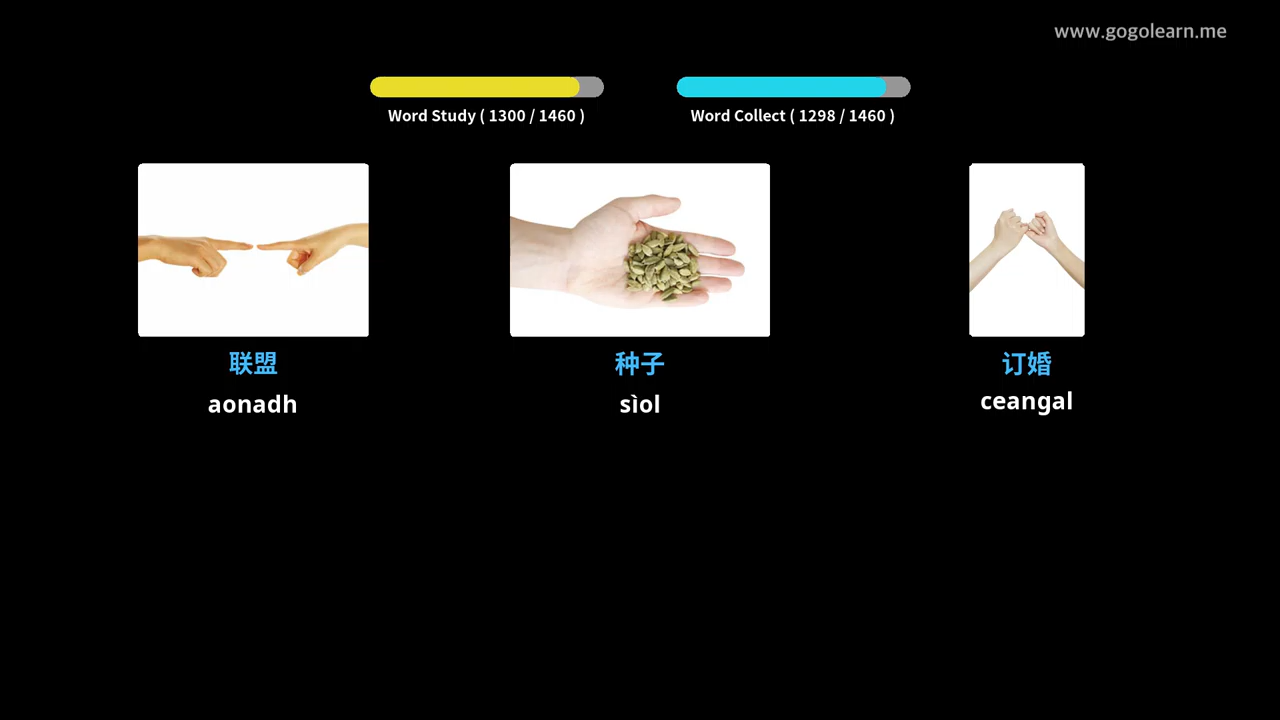 www.gogolearn.me
Word Study ( 1300 / 1460 )
Word Collect ( 1298 / 1460 )
联盟
aonadh
种子
sìol
订婚
ceangal